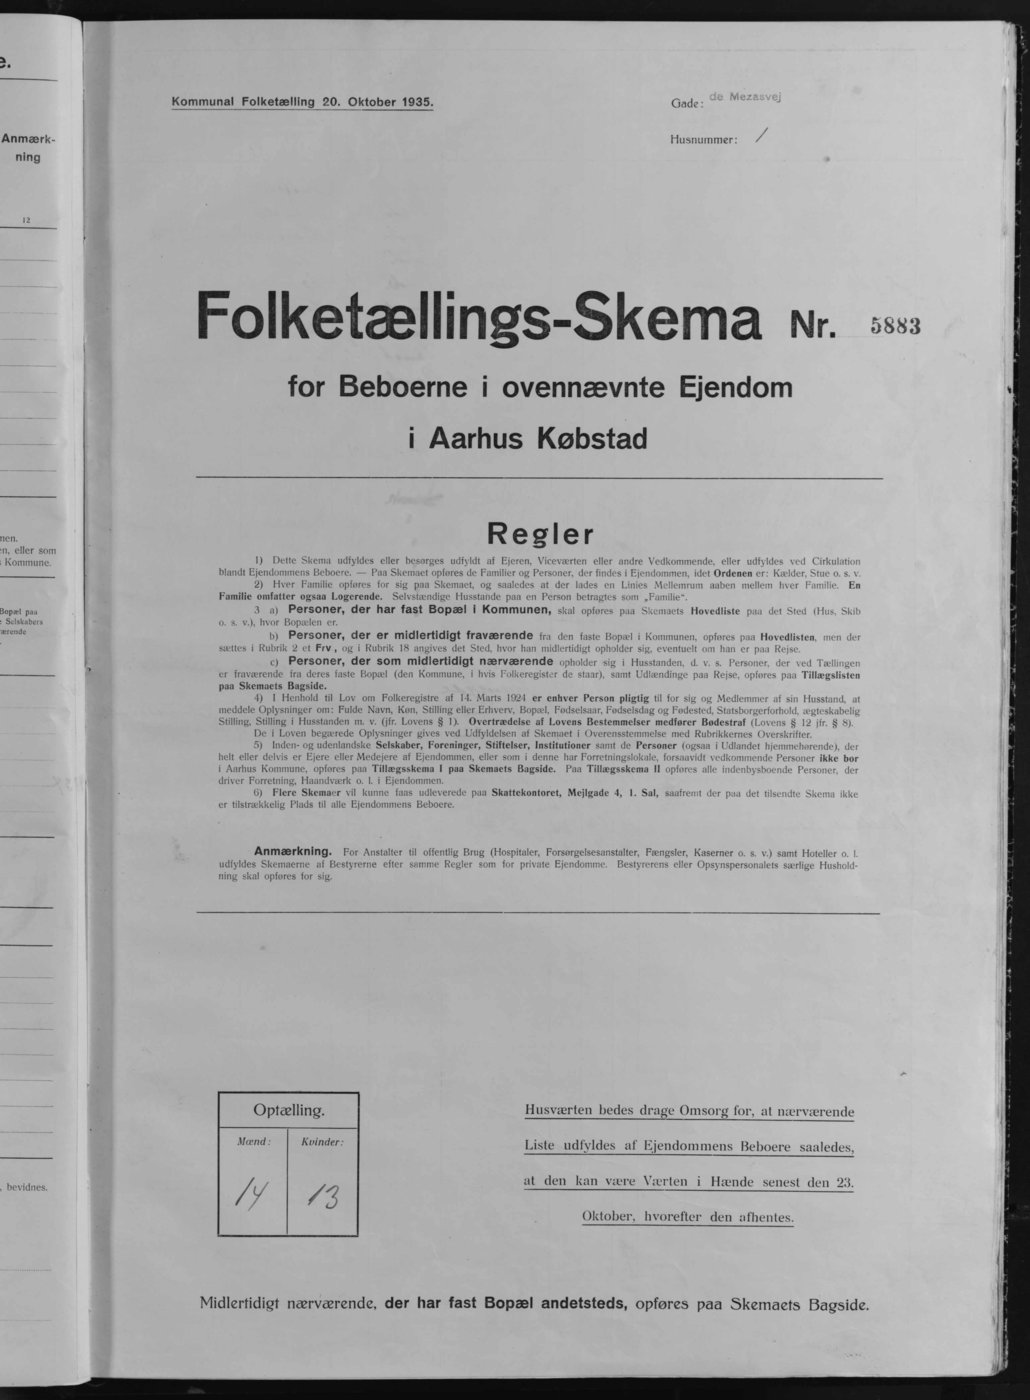 e.
Anmærk-
ning
12
men.
en, eller som
s Kommune.
Bopæl paa
e Selskabers
værende
, bevidnes.
Kommunal Folketælling 20. Oktober 1935.
Gade: de Mezasvej
Husnummer: 1
Folketællings-Skema Nr. 5883
for Beboerne i ovennævnte Ejendom
i Aarhus Købstad
Regler
1) Dette Skema udfyldes eller besørges udfyldt af Ejeren, Viceværten eller andre Vedkommende, eller udfyldes ved Cirkulation
blandt Ejendommens Beboere. — Paa Skemaet opføres de Familier og Personer, der findes i Ejendommen, idet Ordenen er: Kælder, Stue o. s. v.
2) Hver Familie opføres for sig paa Skemaet, og saaledes at der lades en Linies Mellemrum aaben mellem hver Familie. En
Familie omfatter ogsaa Logerende. Selvstændige Husstande paa en Person betragtes som „Familie“.
3 a) Personer, der har fast Bopæl i Kommunen, skal opføres paa Skemaets Hovedliste paa det Sted (Hus, Skib
o. s. v.), hvor Bopælen er.
b) Personer, der er midlertidigt fraværende fra den faste Bopæl i Kommunen, opføres paa Hovedlisten, men der
sættes i Rubrik 2 et Frv., og i Rubrik 18 angives det Sted, hvor han midlertidigt opholder sig, eventuelt om han er paa Rejse.
c) Personer, der som midlertidigt nærværende opholder sig i Husstanden, d. v. s. Personer, der ved Tællingen
er fraværende fra deres faste Bopæl (den Kommune, i hvis Folkeregister de staar), samt Udlændinge paa Rejse, opføres paa Tillægslisten
paa Skemaets Bagside.
4) I Henhold til Lov om Folkeregistre af 14. Marts 1924 er enhver Person pligtig til for sig og Medlemmer af sin Husstand, at
meddele Oplysninger om: Fulde Navn, Køn, Stilling eller Erhverv, Bopæl, Fødselsaar, Fødselsdag og Fødested, Statsborgerforhold, ægteskabelig
Stilling, Stilling i Husstanden m. v. (jfr. Lovens § 1). Overtrædelse af Lovens Bestemmelser medfører Bødestraf (Lovens § 12 jfr. § 8).
De i Loven begærede Oplysninger gives ved Udfyldelsen af Skemaet i Overensstemmelse med Rubrikkernes Overskrifter.
5) Inden- og udenlandske Selskaber, Foreninger, Stiftelser, Institutioner samt de Personer (ogsaa i Udlandet hjemmehørende), der
helt eller delvis er Ejere eller Medejere af Ejendommen, eller som i denne har Forretningslokale, forsaavidt vedkommende Personer ikke bor
i Aarhus Kommune, opføres paa Tillægsskema I paa Skemaets Bagside. Paa Tillægsskema II opføres alle indenbysboende Personer, der
driver Forretning, Haandværk o. l. i Ejendommen.
6) Flere Skemaer vil kunne faas udleverede paa Skattekontoret, Mejlgade 4, 1. Sal, saafremt der paa det tilsendte Skema ikke
er tilstrækkelig Plads til alle Ejendommens Beboere.
Anmærkning. For Anstalter til offentlig Brug (Hospitaler, Forsørgelsesanstalter, Fængsler, Kaserner o. s. v.) samt Hoteller o. l.
udfyldes Skemaerne af Bestyrerne efter samme Regler som for private Ejendomme. Bestyrerens eller Opsynspersonalets særlige Hushold-
ning skal opføres for sig.
Optælling.
Mænd: Kvinder:
14 13
Husværten bedes drage Omsorg for, at nærværende
Liste udfyldes af Ejendommens Beboere saaledes,
at den kan være Værten i Hænde senest den 23.
Oktober, hvorefter den afhentes.
Midlertidigt nærværende, der har fast Bopæl andetsteds, opføres paa Skemaets Bagside.